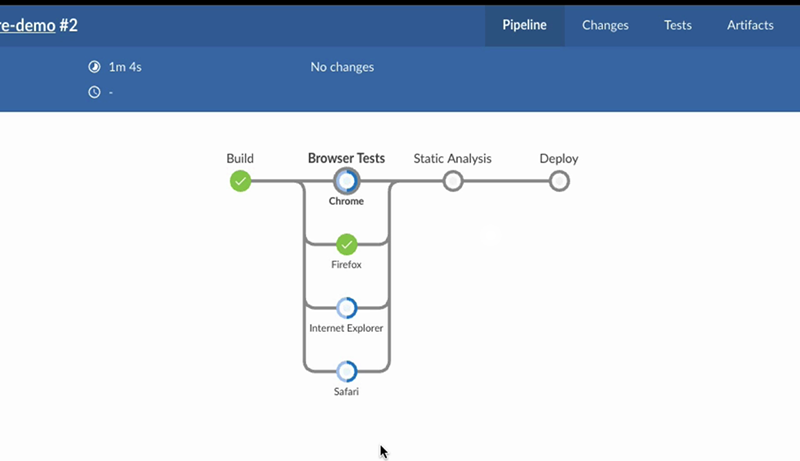 re-demo #2 Pipeline Changes Tests Artifacts
1m 4s No changes
-
Build Browser Tests Static Analysis Deploy
Chrome
Firefox
Internet Explorer
Safari